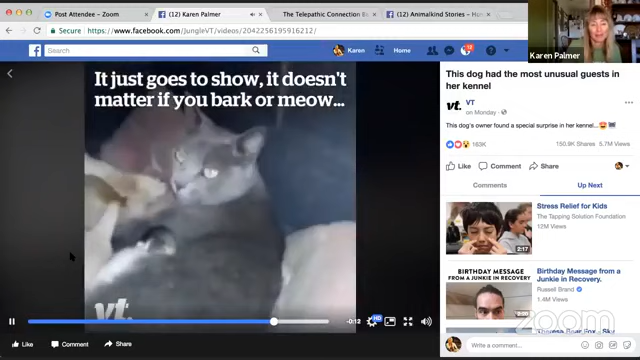 Post Attendee - Zoom
(12) Karen Palmer
The Telepathic Connection Be
(12) Animalkind Stories - Hu
Secure
https://www.facebook.com/JungleVT/videos/2042256195916212/
Search
Karen
Home
12
?
Karen Palmer
It just goes to show, it doesn't
matter if you bark or meow...
vt.
-0:12
HD
Like
Comment
Share
This dog had the most unusual guests in
her kennel
vt.
VT
on Monday
This dog's owner found a special surprise in her kennel...
163K
150.9K Shares
5.7M Views
Like
Comment
Share
Comments
Up Next
2:17
Stress Relief for Kids
The Tapping Solution Foundation
12M Views
BIRTHDAY MESSAGE
FROM A JUNKIE IN RECOVERY
Birthday Message from a
Junkie in Recovery.
Russell Brand
1.4M Views
Write a comment...
zoom